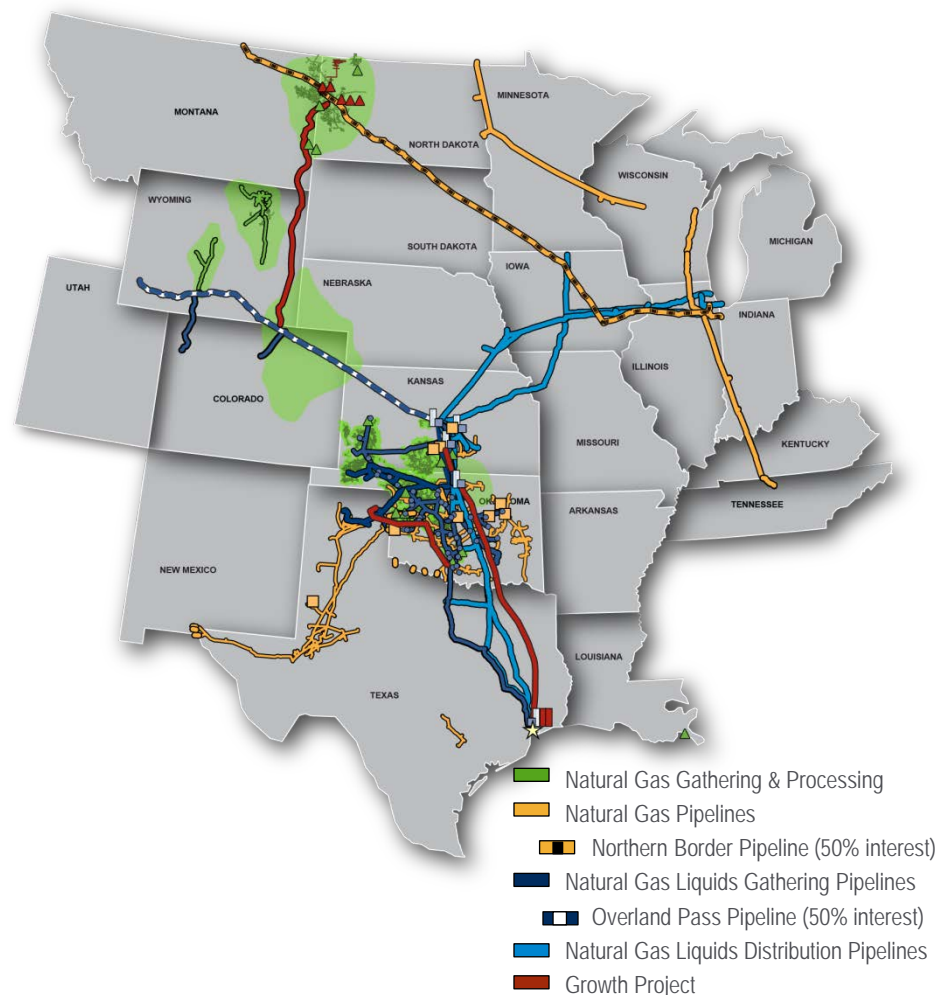 MINNESOTA
MONTANA
NORTH DAKOTA
WISCONSIN
WYOMING
MICHIGAN
SOUTH DAKOTA
IOWA
NEBRASKA
UTAH
INDIANA
ILLINOIS
KANSAS
COLORADO
MISSOURI
KENTUCKY
OKLAHOMA
TENNESSEE
ARKANSAS
NEW MEXICO
LOUISIANA
TEXAS
Natural Gas Gathering & Processing
Natural Gas Pipelines
Northern Border Pipeline (50% interest)
Natural Gas Liquids Gathering Pipelines
Overland Pass Pipeline (50% interest)
Natural Gas Liquids Distribution Pipelines
Growth Project